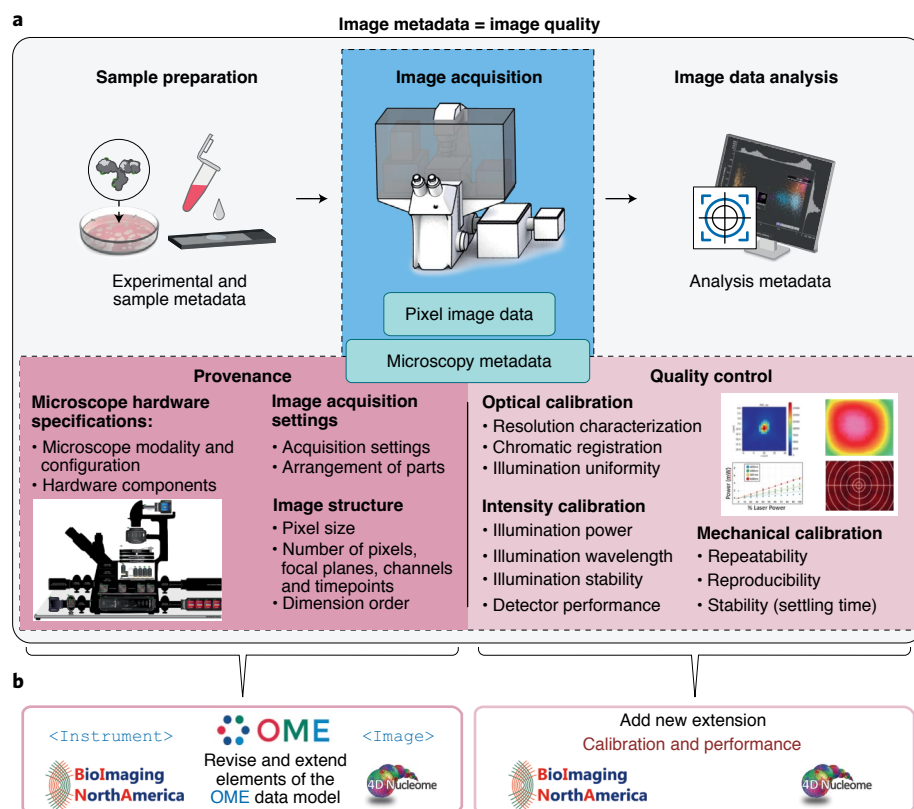 a
Image metadata = image quality
Sample preparation
Image acquisition
Image data analysis
Experimental and
sample metadata
Pixel image data
Analysis metadata
Microscopy metadata
Provenance
Microscope hardware
specifications:
• Microscope modality and
configuration
• Hardware components
Image acquisition
settings
• Acquisition settings
• Arrangement of parts
Image structure
• Pixel size
• Number of pixels,
focal planes, channels
and timepoints
• Dimension order
Quality control
Optical calibration
• Resolution characterization
• Chromatic registration
• Illumination uniformity
Intensity calibration
• Illumination power
• Illumination wavelength
• Illumination stability
• Detector performance
Power (mW)
% Laser Power
Mechanical calibration
• Repeatability
• Reproducibility
• Stability (settling time)
b
<Instrument>
OME
<Image>
Revise and extend
elements of the
OME data model
BioImaging
NorthAmerica
4D Nucleome
Add new extension
Calibration and performance
BioImaging
NorthAmerica
4D Nucleome